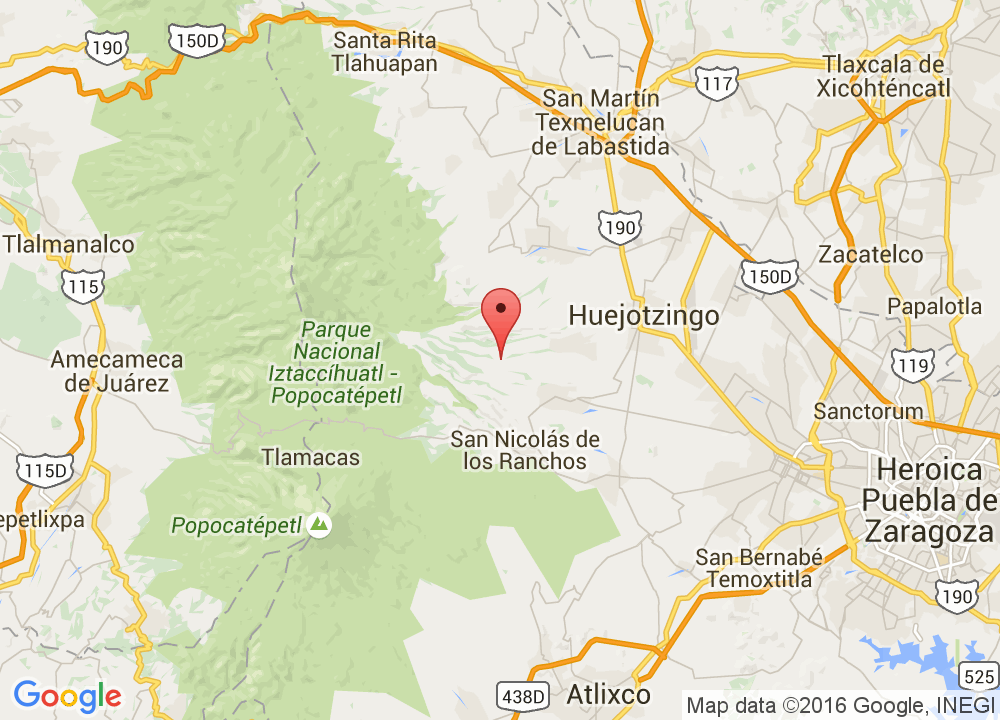 190
150D
Santa Rita
Tlahuapan
117
Tlaxcala de
Xicohténcatl
San Martín
Texmelucan
de Labastida
190
Tlalmanalco
115
Zacatelco
150D
Papalotla
Huejotzingo
Parque
Nacional
Iztaccíhuatl -
Popocatépetl
Amecameca
de Juárez
119
Sanctorum
San Nicolás de
los Ranchos
Tlamacas
115D
Heroica
Puebla de
Zaragoza
epetlixpa
Popocatépetl
San Bernabé
Temoxtitla
190
525
438D
Atlixco
Google
Map data ©2016 Google, INEGI